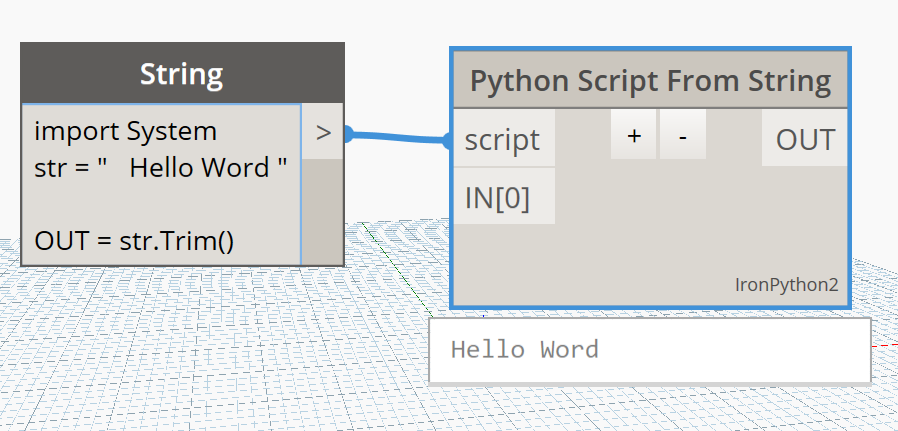 String
import System
str = "   Hello Word "
OUT = str.Trim()
>
Python Script From String
script
+
-
OUT
IN[0]
IronPython2
Hello Word